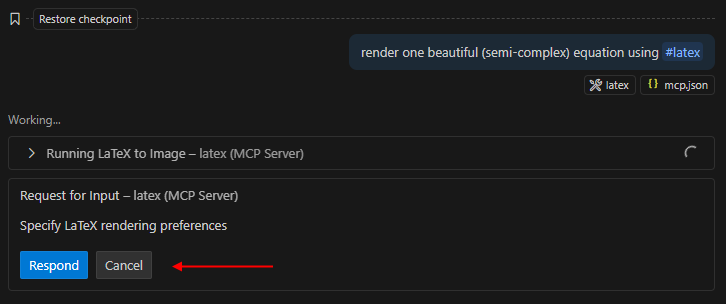 Restore checkpoint
render one beautiful (semi-complex) equation using #latex
latex
{} mcp.json
Working...
Running LaTeX to Image – latex (MCP Server)
Request for Input – latex (MCP Server)
Specify LaTeX rendering preferences
Respond Cancel